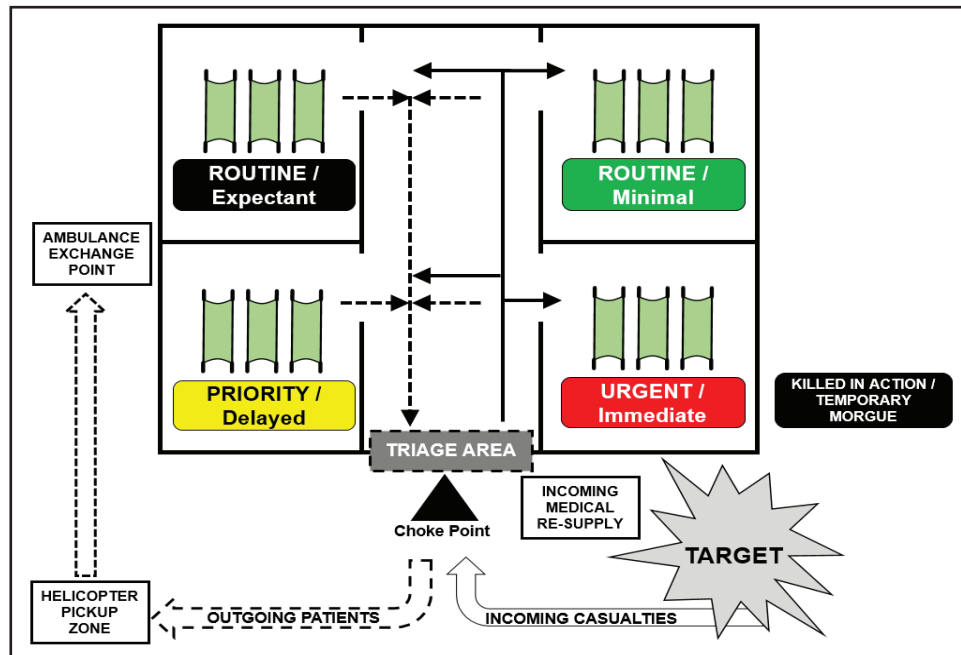 ROUTINE /
Expectant
ROUTINE /
Minimal
AMBULANCE
EXCHANGE
POINT
PRIORITY /
Delayed
URGENT /
Immediate
KILLED IN ACTION /
TEMPORARY
MORGUE
TRIAGE AREA
Choke Point
INCOMING
MEDICAL
RE-SUPPLY
TARGET
HELICOPTER
PICKUP
ZONE
OUTGOING PATIENTS
INCOMING CASUALTIES